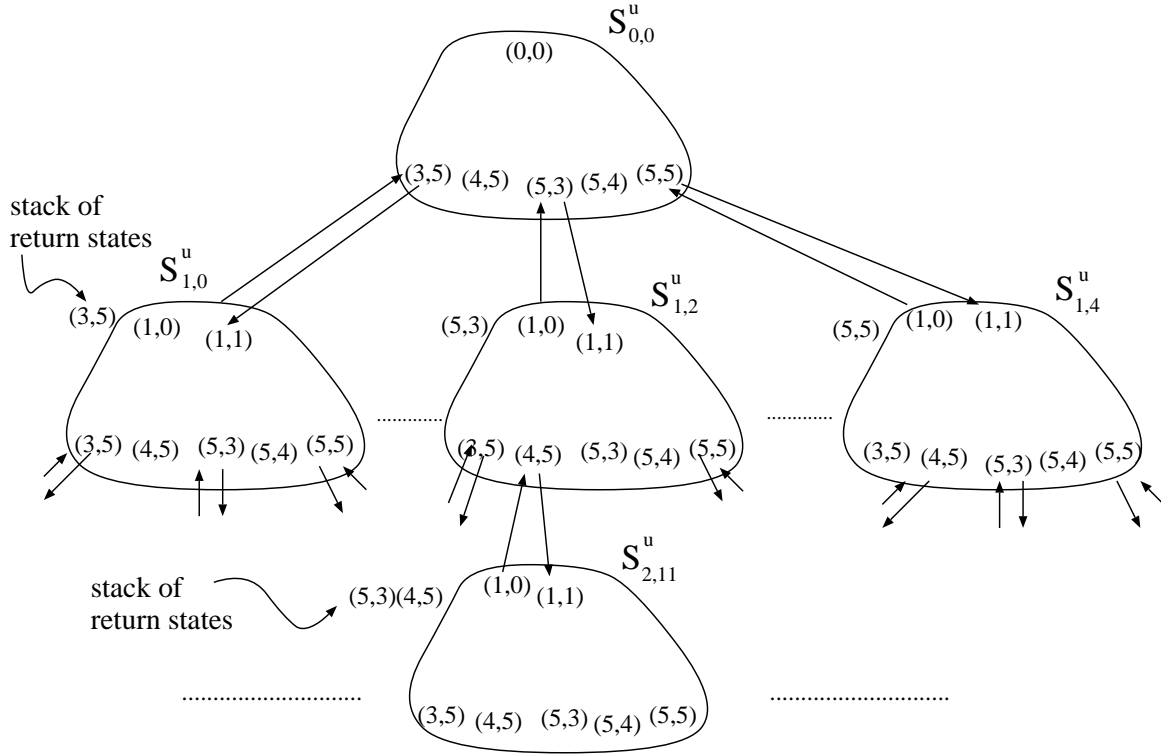 S^u_{0,0}
(0,0)
(3,5) (4,5) (5,3) (5,4) (5,5)
stack of
return states
S^u_{1,0}
S^u_{1,2}
S^u_{1,4}
(3,5) (1,0) (1,1)
(5,3) (1,0) (1,1)
(5,5) (1,0) (1,1)
(3,5) (4,5) (5,3) (5,4) (5,5)
(3,5) (4,5) (5,3) (5,4) (5,5)
(3,5) (4,5) (5,3) (5,4) (5,5)
S^u_{2,11}
stack of
return states
(5,3)(4,5) (1,0) (1,1)
(3,5) (4,5) (5,3) (5,4) (5,5)